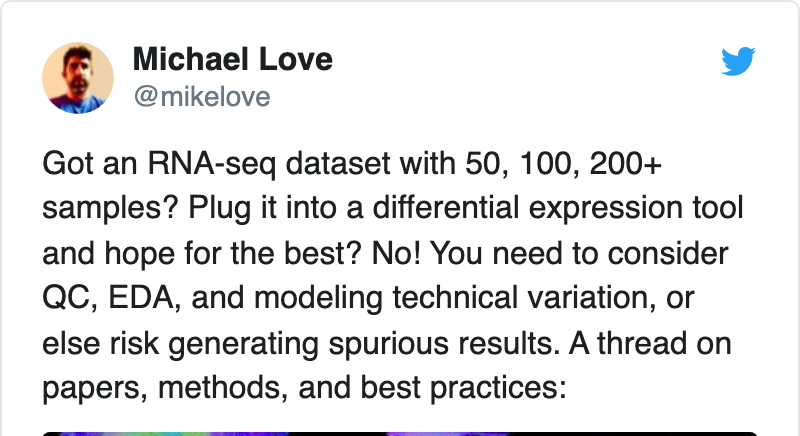 Michael Love
@mikelove
Got an RNA-seq dataset with 50, 100, 200+
samples? Plug it into a differential expression tool
and hope for the best? No! You need to consider
QC, EDA, and modeling technical variation, or
else risk generating spurious results. A thread on
papers, methods, and best practices: